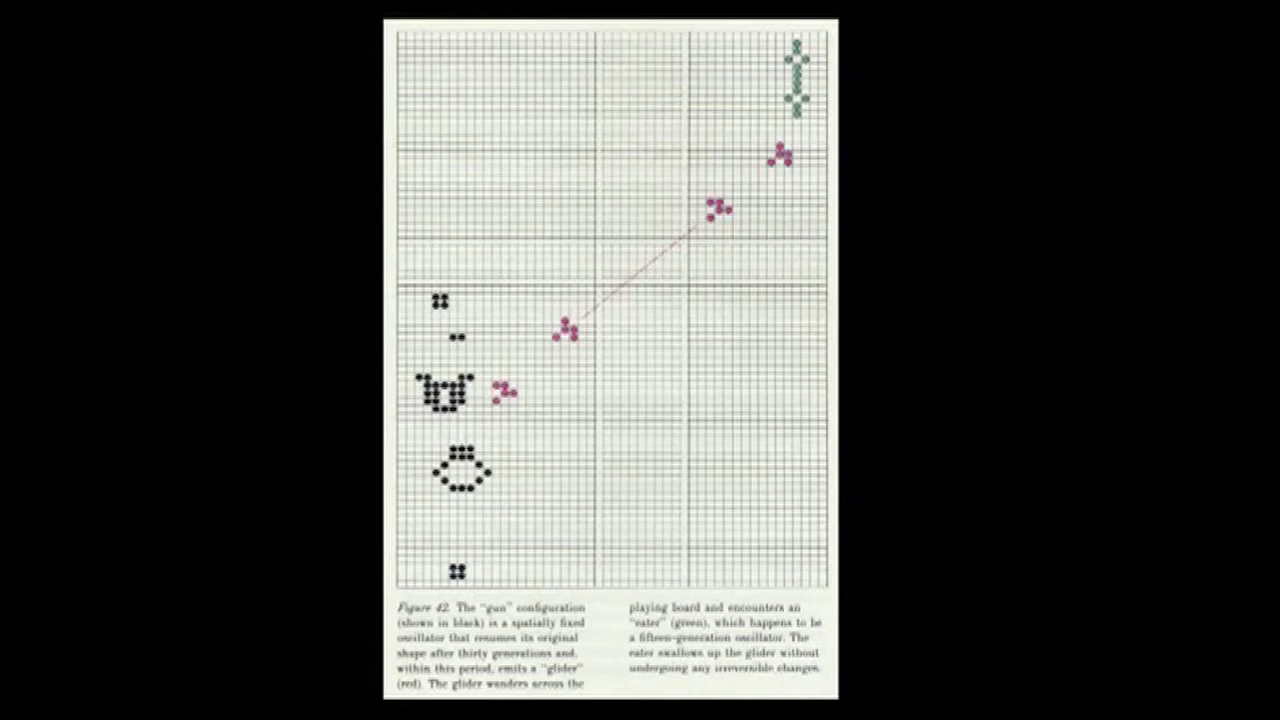 Figure 42. The "gun" configuration
(shown in black) is a spatially fixed
oscillator that resumes its original
shape after thirty generations and,
within this period, emits a "glider"
(red). The glider wanders across the
playing board and encounters an
"eater" (green), which happens to be
a fifteen-generation oscillator. The
eater swallows up the glider without
undergoing any irreversible changes.